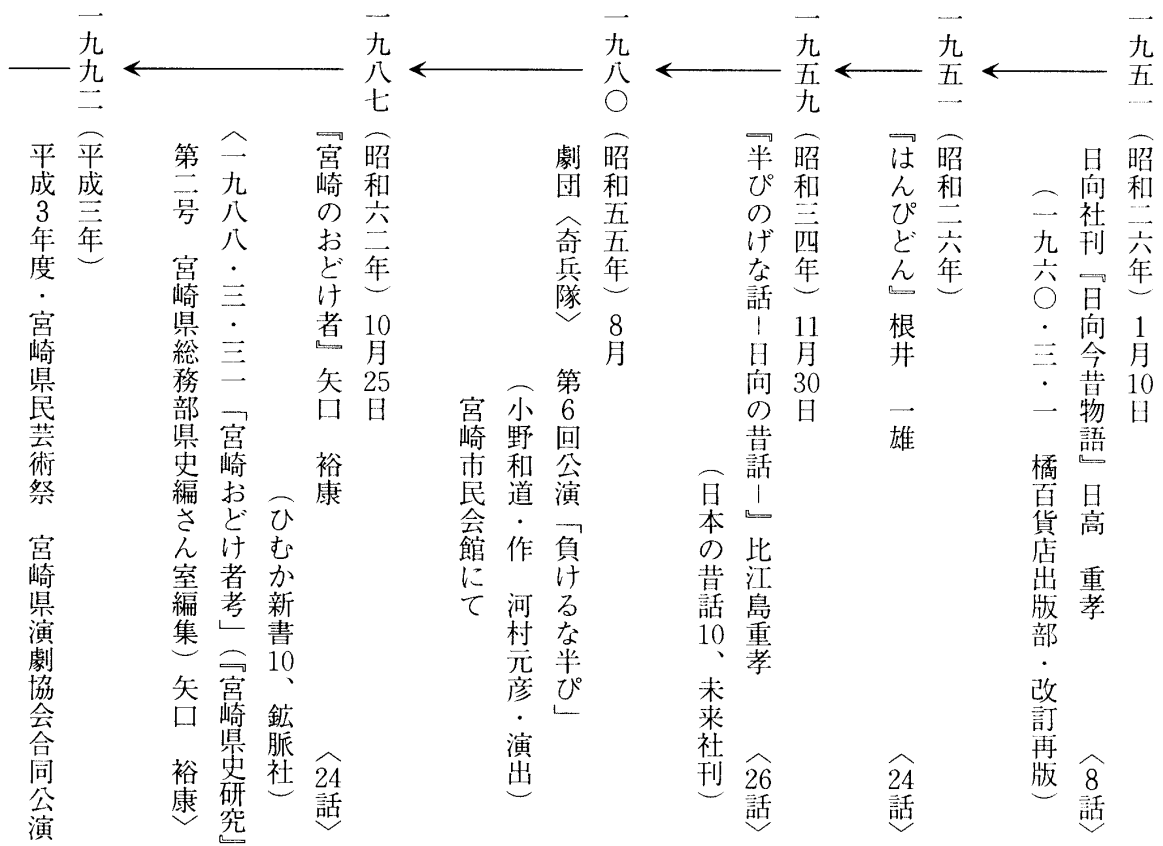 一九五一（昭和二六年）1月10日
日向社刊『日向今昔物語』日高　重孝　〈8話〉
（一九六〇・三・一　橘百貨店出版部・改訂再版）
一九五一（昭和二六年）
『はんぴどん』根井　一雄　〈24話〉
一九五九（昭和三四年）11月30日
『半ぴのげな話－日向の昔話－』比江島重孝　〈26話〉
（日本の昔話10、未来社刊）
一九八〇（昭和五五年）8月
劇団〈奇兵隊〉　第6回公演「負けるな半ぴ」
（小野和道・作　河村元彦・演出）
宮崎市民会館にて
一九八七（昭和六二年）10月25日
『宮崎のおどけ者』矢口　裕康　〈24話〉
（ひむか新書10、鉱脈社）
〈一九八八・三・三一「宮崎おどけ者考」（『宮崎県史研究』
第二号　宮崎県総務部県史編さん室編集）矢口　裕康〉
一九九二（平成三年）
平成3年度・宮崎県民芸術祭　宮崎県演劇協会合同公演